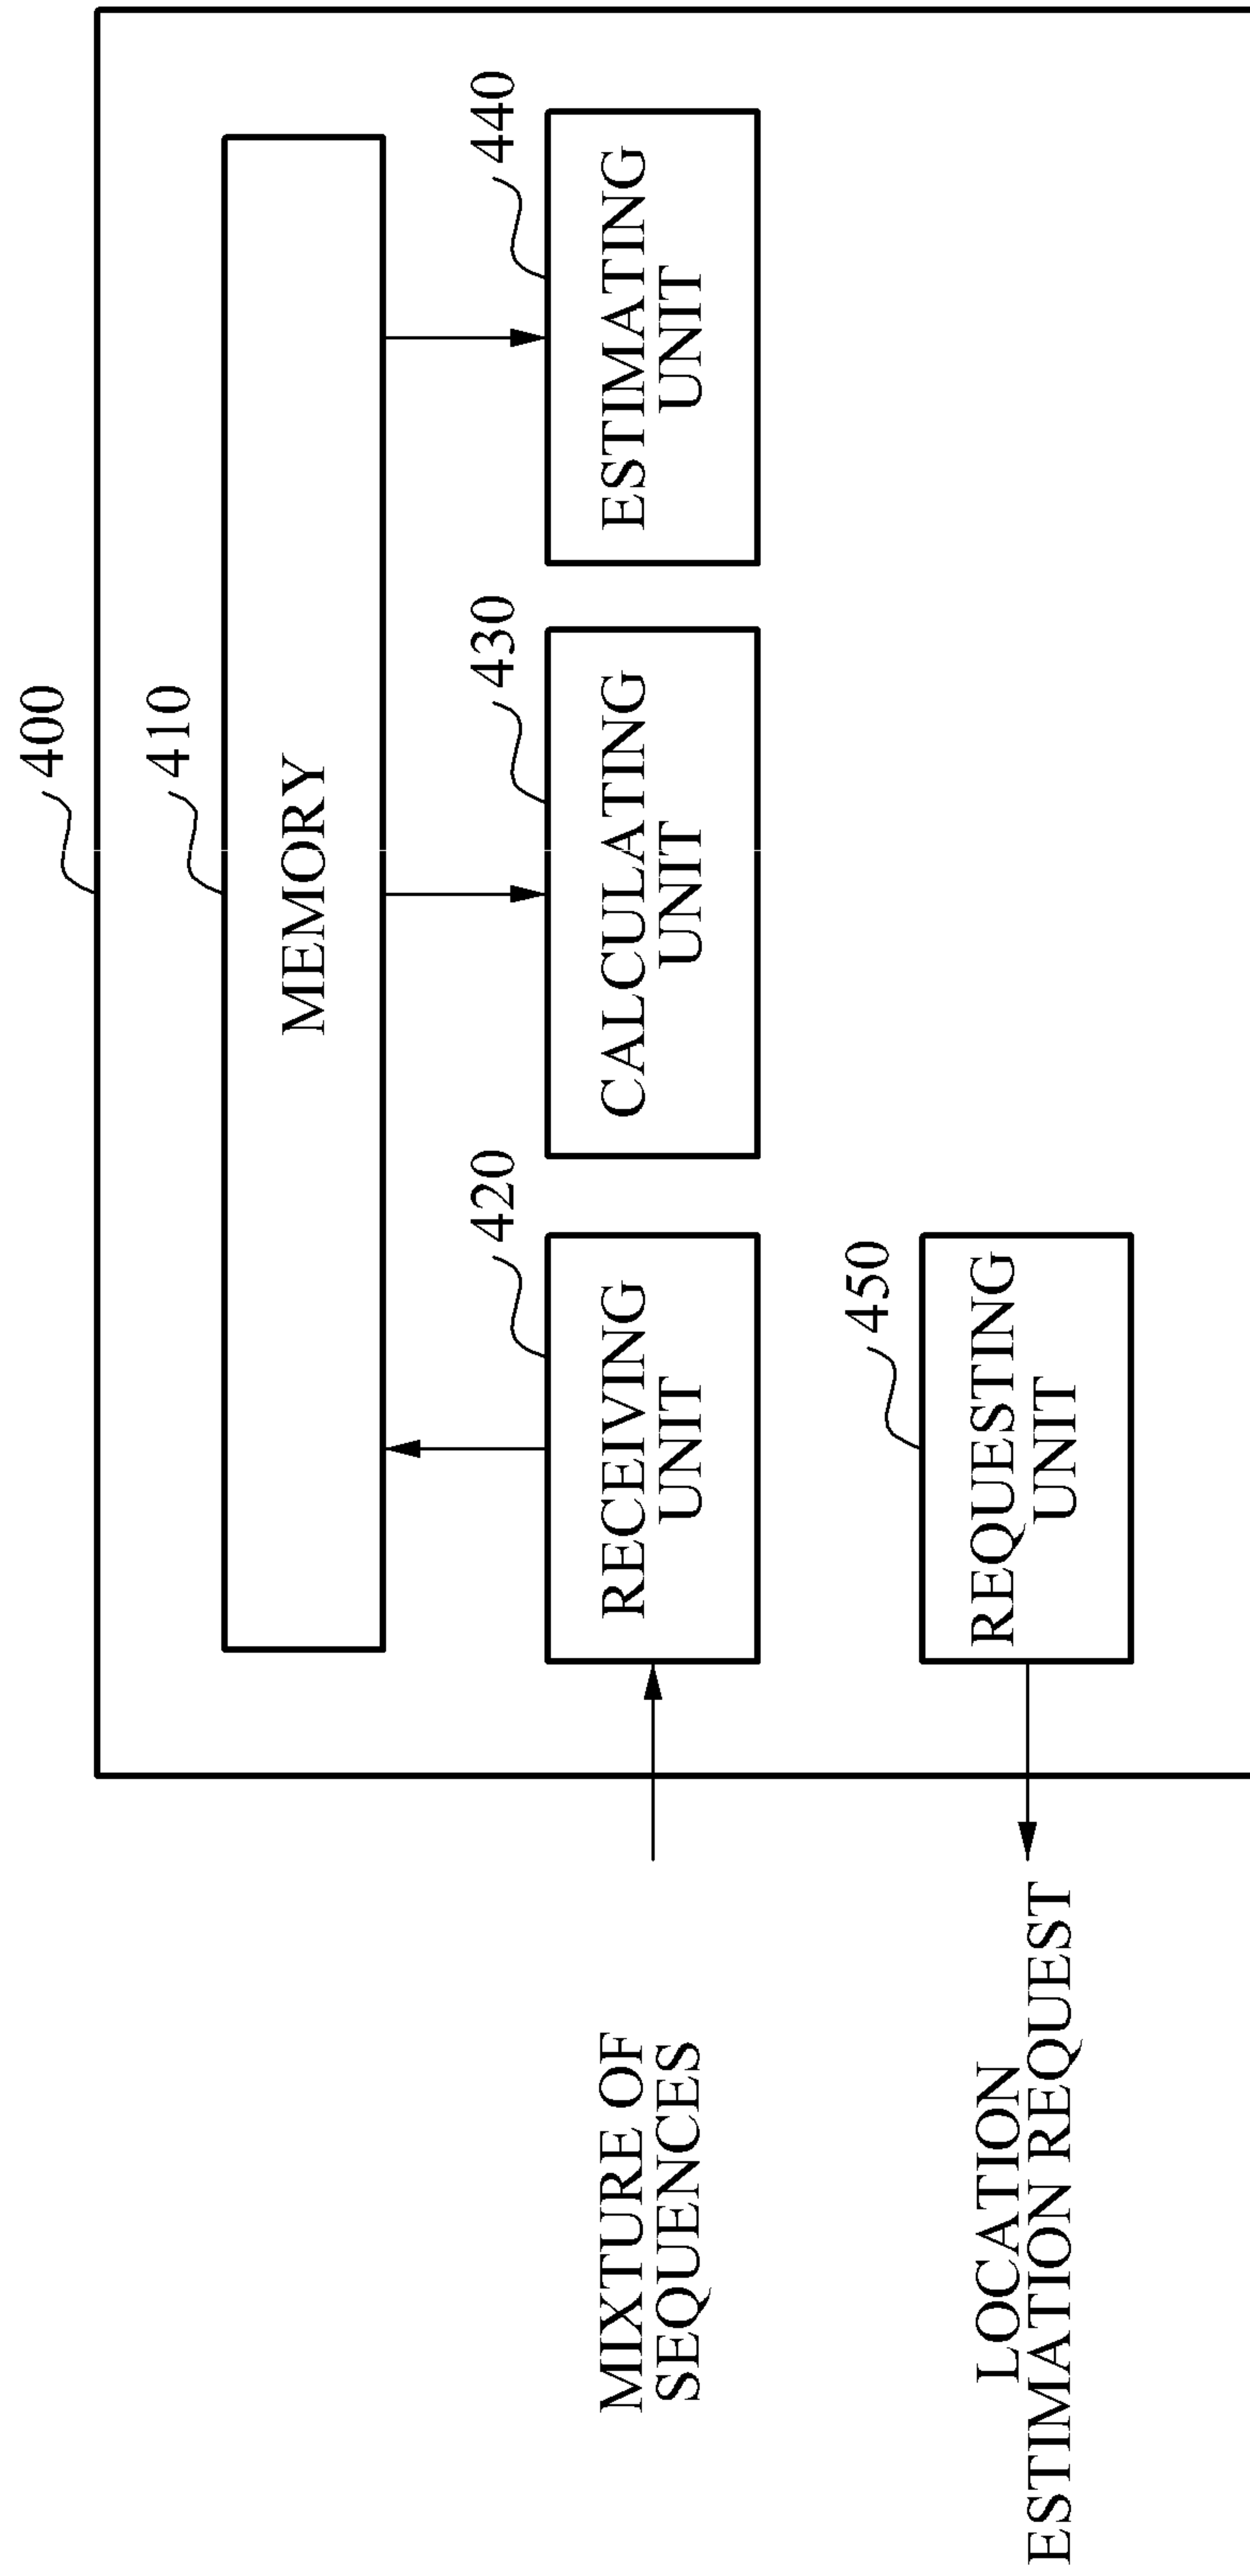 400
410
MEMORY
420
430
440
RECEIVING
UNIT
CALCULATING
UNIT
ESTIMATING
UNIT
MIXTURE OF
SEQUENCES
450
REQUESTING
UNIT
LOCATION
ESTIMATION REQUEST